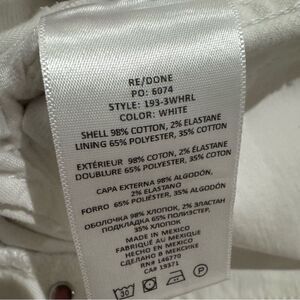 RE/DONE
PO: 6074
STYLE: 193-3WHRL
COLOR: WHITE
SHELL 98% COTTON, 2% ELASTANE
LINING 65% POLYESTER, 35% COTTON
EXTÉRIEUR 98% COTON, 2% ELASTANE
DOUBLURE 65% POLYESTER, 35% COTON
CAPA EXTERNA 98% ALGODÓN,
2% ELASTANO
FORRO 65% POLIÉSTER, 35% ALGODÓN
ОБОЛОЧКА 98% ХЛОПОК, 2% ЭЛАСТАН
ПОДКЛАДКА 65% ПОЛИЭСТЕР,
35% ХЛОПОК
MADE IN MEXICO
FABRIQUÉ AU MEXIQUE
HECHO EN MÉXICO
СДЕЛАНО В МЕКСИКЕ
RN# 146770
CA# 19371
30
P